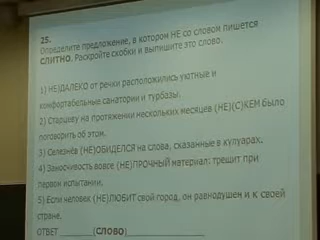 25.
Определите предложение, в котором НЕ со словом пишется
СЛИТНО. Раскройте скобки и выпишите это слово.
1) НЕ)ДАЛЕКО от речки расположились уютные и
комфортабельные санатории и турбазы.
2) Старцеву на протяжении нескольких месяцев (НЕ)(С)КЕМ было
поговорить об этом.
3) Селезнёв (НЕ)ОБИДЕЛСЯ на слова, сказанные в кулуарах.
4) Заносчивость вовсе (НЕ)ПРОЧНЫЙ материал: трещит при
первом испытании.
5) Если человек (НЕ)ЛЮБИТ свой город, он равнодушен и к своей
стране.
ОТВЕТ ________(СЛОВО)________